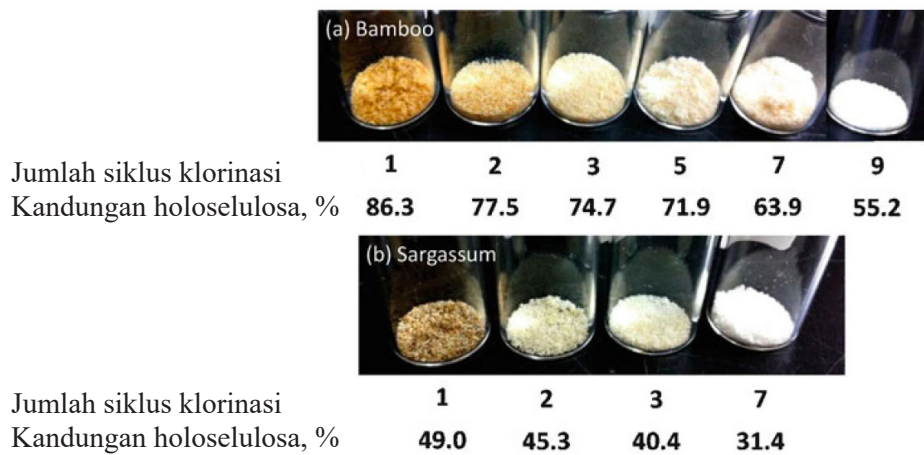 (a) Bamboo
Jumlah siklus klorinasi 1 2 3 5 7 9
Kandungan holoselulosa, % 86.3 77.5 74.7 71.9 63.9 55.2
(b) Sargassum
Jumlah siklus klorinasi 1 2 3 7
Kandungan holoselulosa, % 49.0 45.3 40.4 31.4